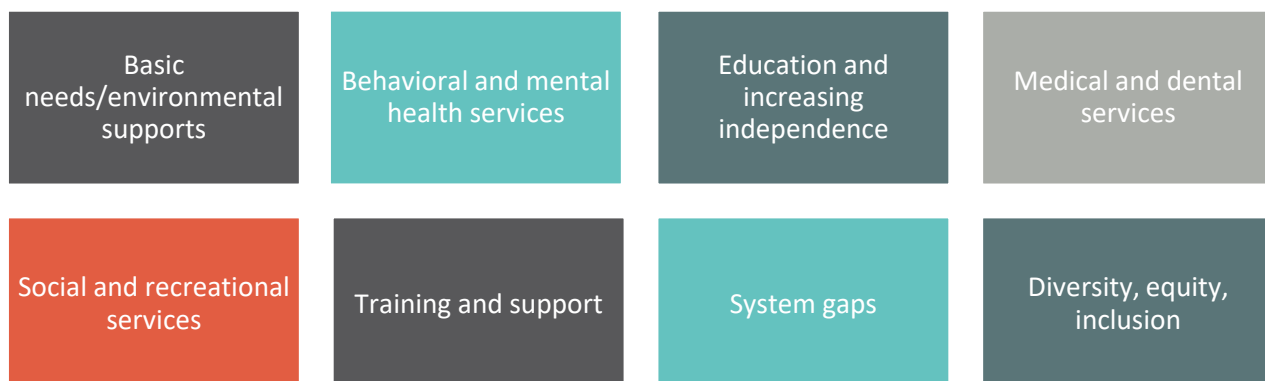 Basic
needs/environmental
supports
Behavioral and mental
health services
Education and
increasing
independence
Medical and dental
services
Social and recreational
services
Training and support
System gaps
Diversity, equity,
inclusion